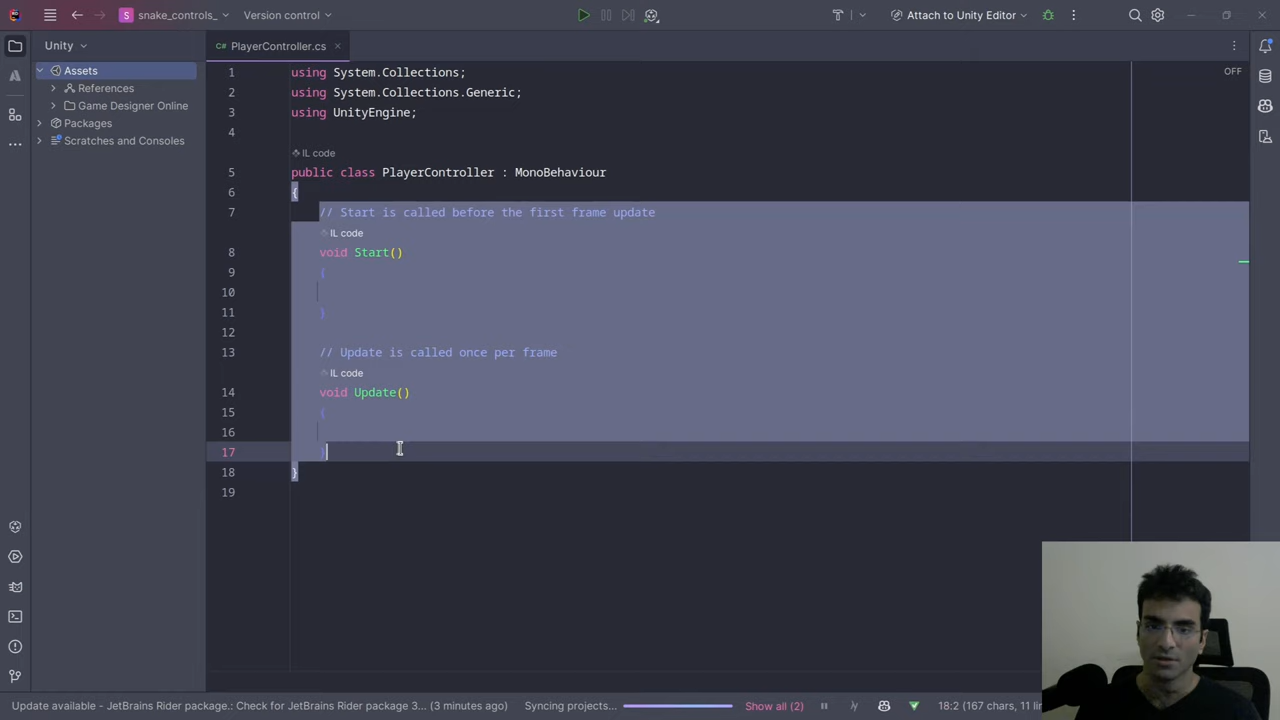 S snake_controls_
Version control
Attach to Unity Editor
Unity
C# PlayerController.cs
Assets
References
Game Designer Online
Packages
Scratches and Consoles
OFF
1 using System.Collections;
2 using System.Collections.Generic;
3 using UnityEngine;
4
IL code
5 public class PlayerController : MonoBehaviour
6 {
7 // Start is called before the first frame update
IL code
8 void Start()
9 {
10
11 }
12
13 // Update is called once per frame
IL code
14 void Update()
15 {
16
17 }
18 }
19
Update available - JetBrains Rider package.: Check for JetBrains Rider package 3... (3 minutes ago)
Syncing projects...
Show all (2)
18:2 (167 chars, 11 lin